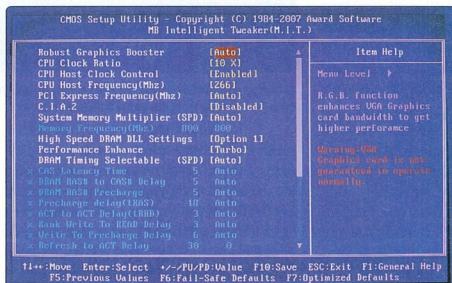 CMOS Setup Utility - Copyright (C) 1984-2007 Award Software
MB Intelligent Tweaker(M.I.T.)
Robust Graphics Booster [Auto]
CPU Clock Ratio [10 X]
CPU Host Clock Control [Enabled]
CPU Host Frequency(Mhz) [266]
PCI Express Frequency(Mhz) [Auto]
C.I.A.2 [Disabled]
System Memory Multiplier (SPD) [Auto]
Memory Frequency(Mhz) 800 800
High Speed DRAM DLL Settings [Option 1]
Performance Enhance [Turbo]
DRAM Timing Selectable (SPD) [Auto]
x CAS Latency Time 5 Auto
x DRAM RAS# to CAS# Delay 5 Auto
x DRAM RAS# Precharge 5 Auto
x Precharge delay(tRAS) 18 Auto
x ACT to ACT Delay(tRRD) 3 Auto
x Rank Write To READ Delay 3 Auto
x Write To Precharge Delay 6 Auto
x Refresh to ACT Delay 30 0
Item Help
Menu Level
R.G.B. function
enhances VGA Graphics
card bandwidth to get
higher perforamce
Warning:VGA
Graphics card is not
guaranteed to operate
normally.
↑↓→←:Move Enter:Select +/-/PU/PD:Value F10:Save ESC:Exit F1:General Help
F5:Previous Values F6:Fail-Safe Defaults F7:Optimized Defaults